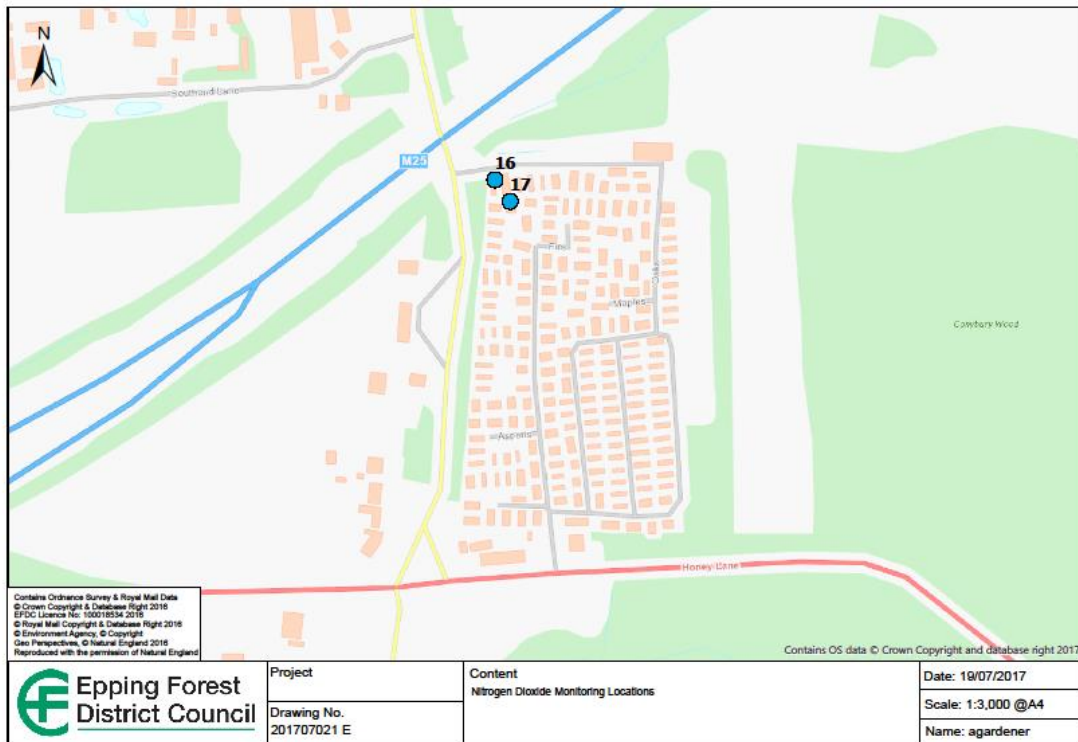 N
Southend Lane
M25
16
17
Firs
Oaks
Maples
Conybury Wood
Aspens
Honey Lane
Contains Ordnance Survey & Royal Mail Data
© Crown Copyright & Database Right 2016
EFDC Licence No: 100018534 2016
© Royal Mail Copyright & Database Right 2016
© Environment Agency, © Copyright
Geo Perspectives, © Natural England 2016
Reproduced with the permission of Natural England
Contains OS data © Crown Copyright and database right 2017
Epping Forest
District Council
Project
Drawing No.
201707021 E
Content
Nitrogen Dioxide Monitoring Locations
Date: 19/07/2017
Scale: 1:3,000 @A4
Name: agardener